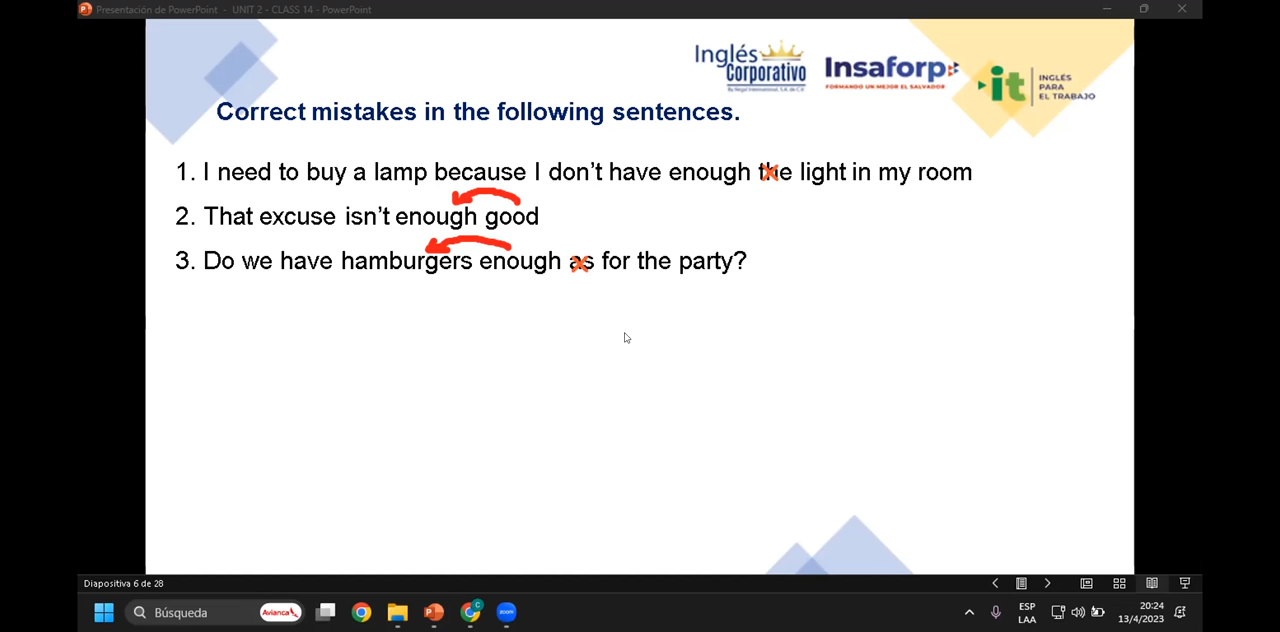 Presentación de PowerPoint - UNIT 2 - CLASS 14 - PowerPoint
Inglés
Corporativo
Insaforp
FORMANDO UN MEJOR EL SALVADOR
it
INGLÉS
PARA
EL TRABAJO
Correct mistakes in the following sentences.
1. I need to buy a lamp because I don't have enough the light in my room
2. That excuse isn't enough good
3. Do we have hamburgers enough as for the party?
Diapositiva 6 de 28
Búsqueda
Avianca
zoom
ESP
LAA
20:24
13/4/2023